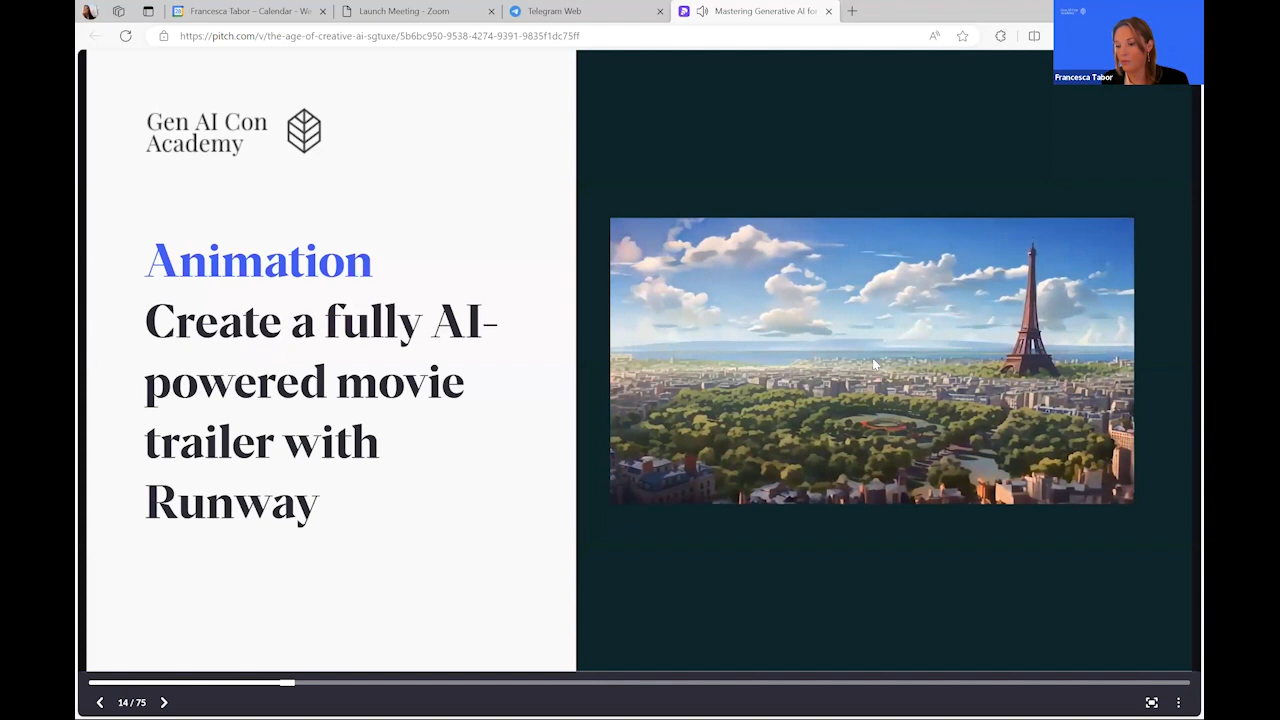 Francesca Tabor – Calendar - We
Launch Meeting - Zoom
Telegram Web
Mastering Generative AI for
https://pitch.com/v/the-age-of-creative-ai-sgtuxe/5b6bc950-9538-4274-9391-9835f1dc75ff
Francesca Tabor
Gen AI Con
Academy
Animation
Create a fully AI-
powered movie
trailer with
Runway
14 / 75